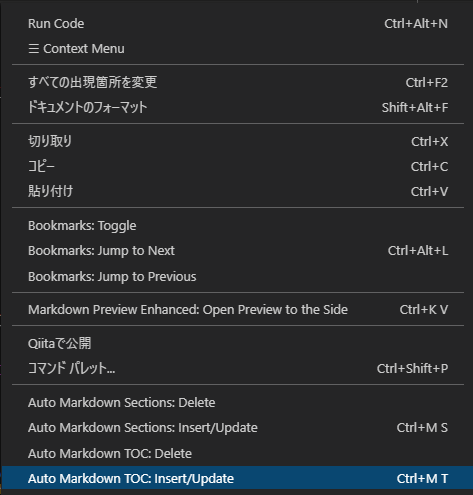 Run Code Ctrl+Alt+N
☰ Context Menu
すべての出現箇所を変更 Ctrl+F2
ドキュメントのフォーマット Shift+Alt+F
切り取り Ctrl+X
コピー Ctrl+C
貼り付け Ctrl+V
Bookmarks: Toggle
Bookmarks: Jump to Next Ctrl+Alt+L
Bookmarks: Jump to Previous
Markdown Preview Enhanced: Open Preview to the Side Ctrl+K V
Qiitaで公開
コマンド パレット... Ctrl+Shift+P
Auto Markdown Sections: Delete
Auto Markdown Sections: Insert/Update Ctrl+M S
Auto Markdown TOC: Delete
Auto Markdown TOC: Insert/Update Ctrl+M T